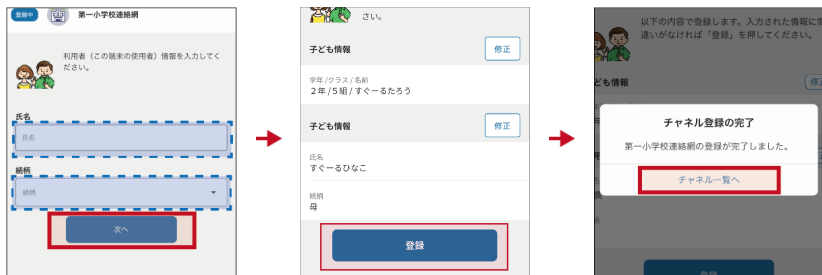 登録中
第一小学校連絡網
利用者（この端末の使用者）情報を入力してく
ださい。
氏名
氏名
続柄
続柄
次へ
さい。
子ども情報
修正
学年/クラス/名前
2年/5組/すぐーるたろう
子ども情報
修正
氏名
すぐーるひなこ
続柄
母
登録
以下の内容で登録します。入力された情報に間
違いがなければ「登録」を押してください。
ども情報
チャネル登録の完了
第一小学校連絡網の登録が完了しました。
チャネル一覧へ
登録